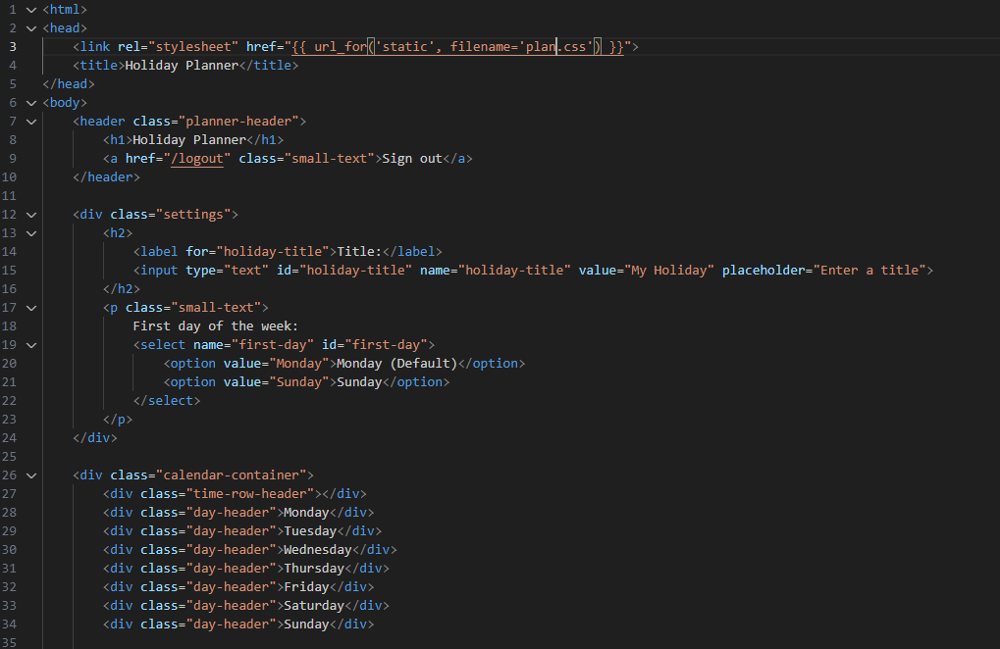 1 <html>
2 <head>
3 <link rel="stylesheet" href="{{ url_for('static', filename='plan.css') }}">
4 <title>Holiday Planner</title>
5 </head>
6 <body>
7 <header class="planner-header">
8 <h1>Holiday Planner</h1>
9 <a href="/logout" class="small-text">Sign out</a>
10 </header>
11
12 <div class="settings">
13 <h2>
14 <label for="holiday-title">Title:</label>
15 <input type="text" id="holiday-title" name="holiday-title" value="My Holiday" placeholder="Enter a title">
16 </h2>
17 <p class="small-text">
18 First day of the week:
19 <select name="first-day" id="first-day">
20 <option value="Monday">Monday (Default)</option>
21 <option value="Sunday">Sunday</option>
22 </select>
23 </p>
24 </div>
25
26 <div class="calendar-container">
27 <div class="time-row-header"></div>
28 <div class="day-header">Monday</div>
29 <div class="day-header">Tuesday</div>
30 <div class="day-header">Wednesday</div>
31 <div class="day-header">Thursday</div>
32 <div class="day-header">Friday</div>
33 <div class="day-header">Saturday</div>
34 <div class="day-header">Sunday</div>
35